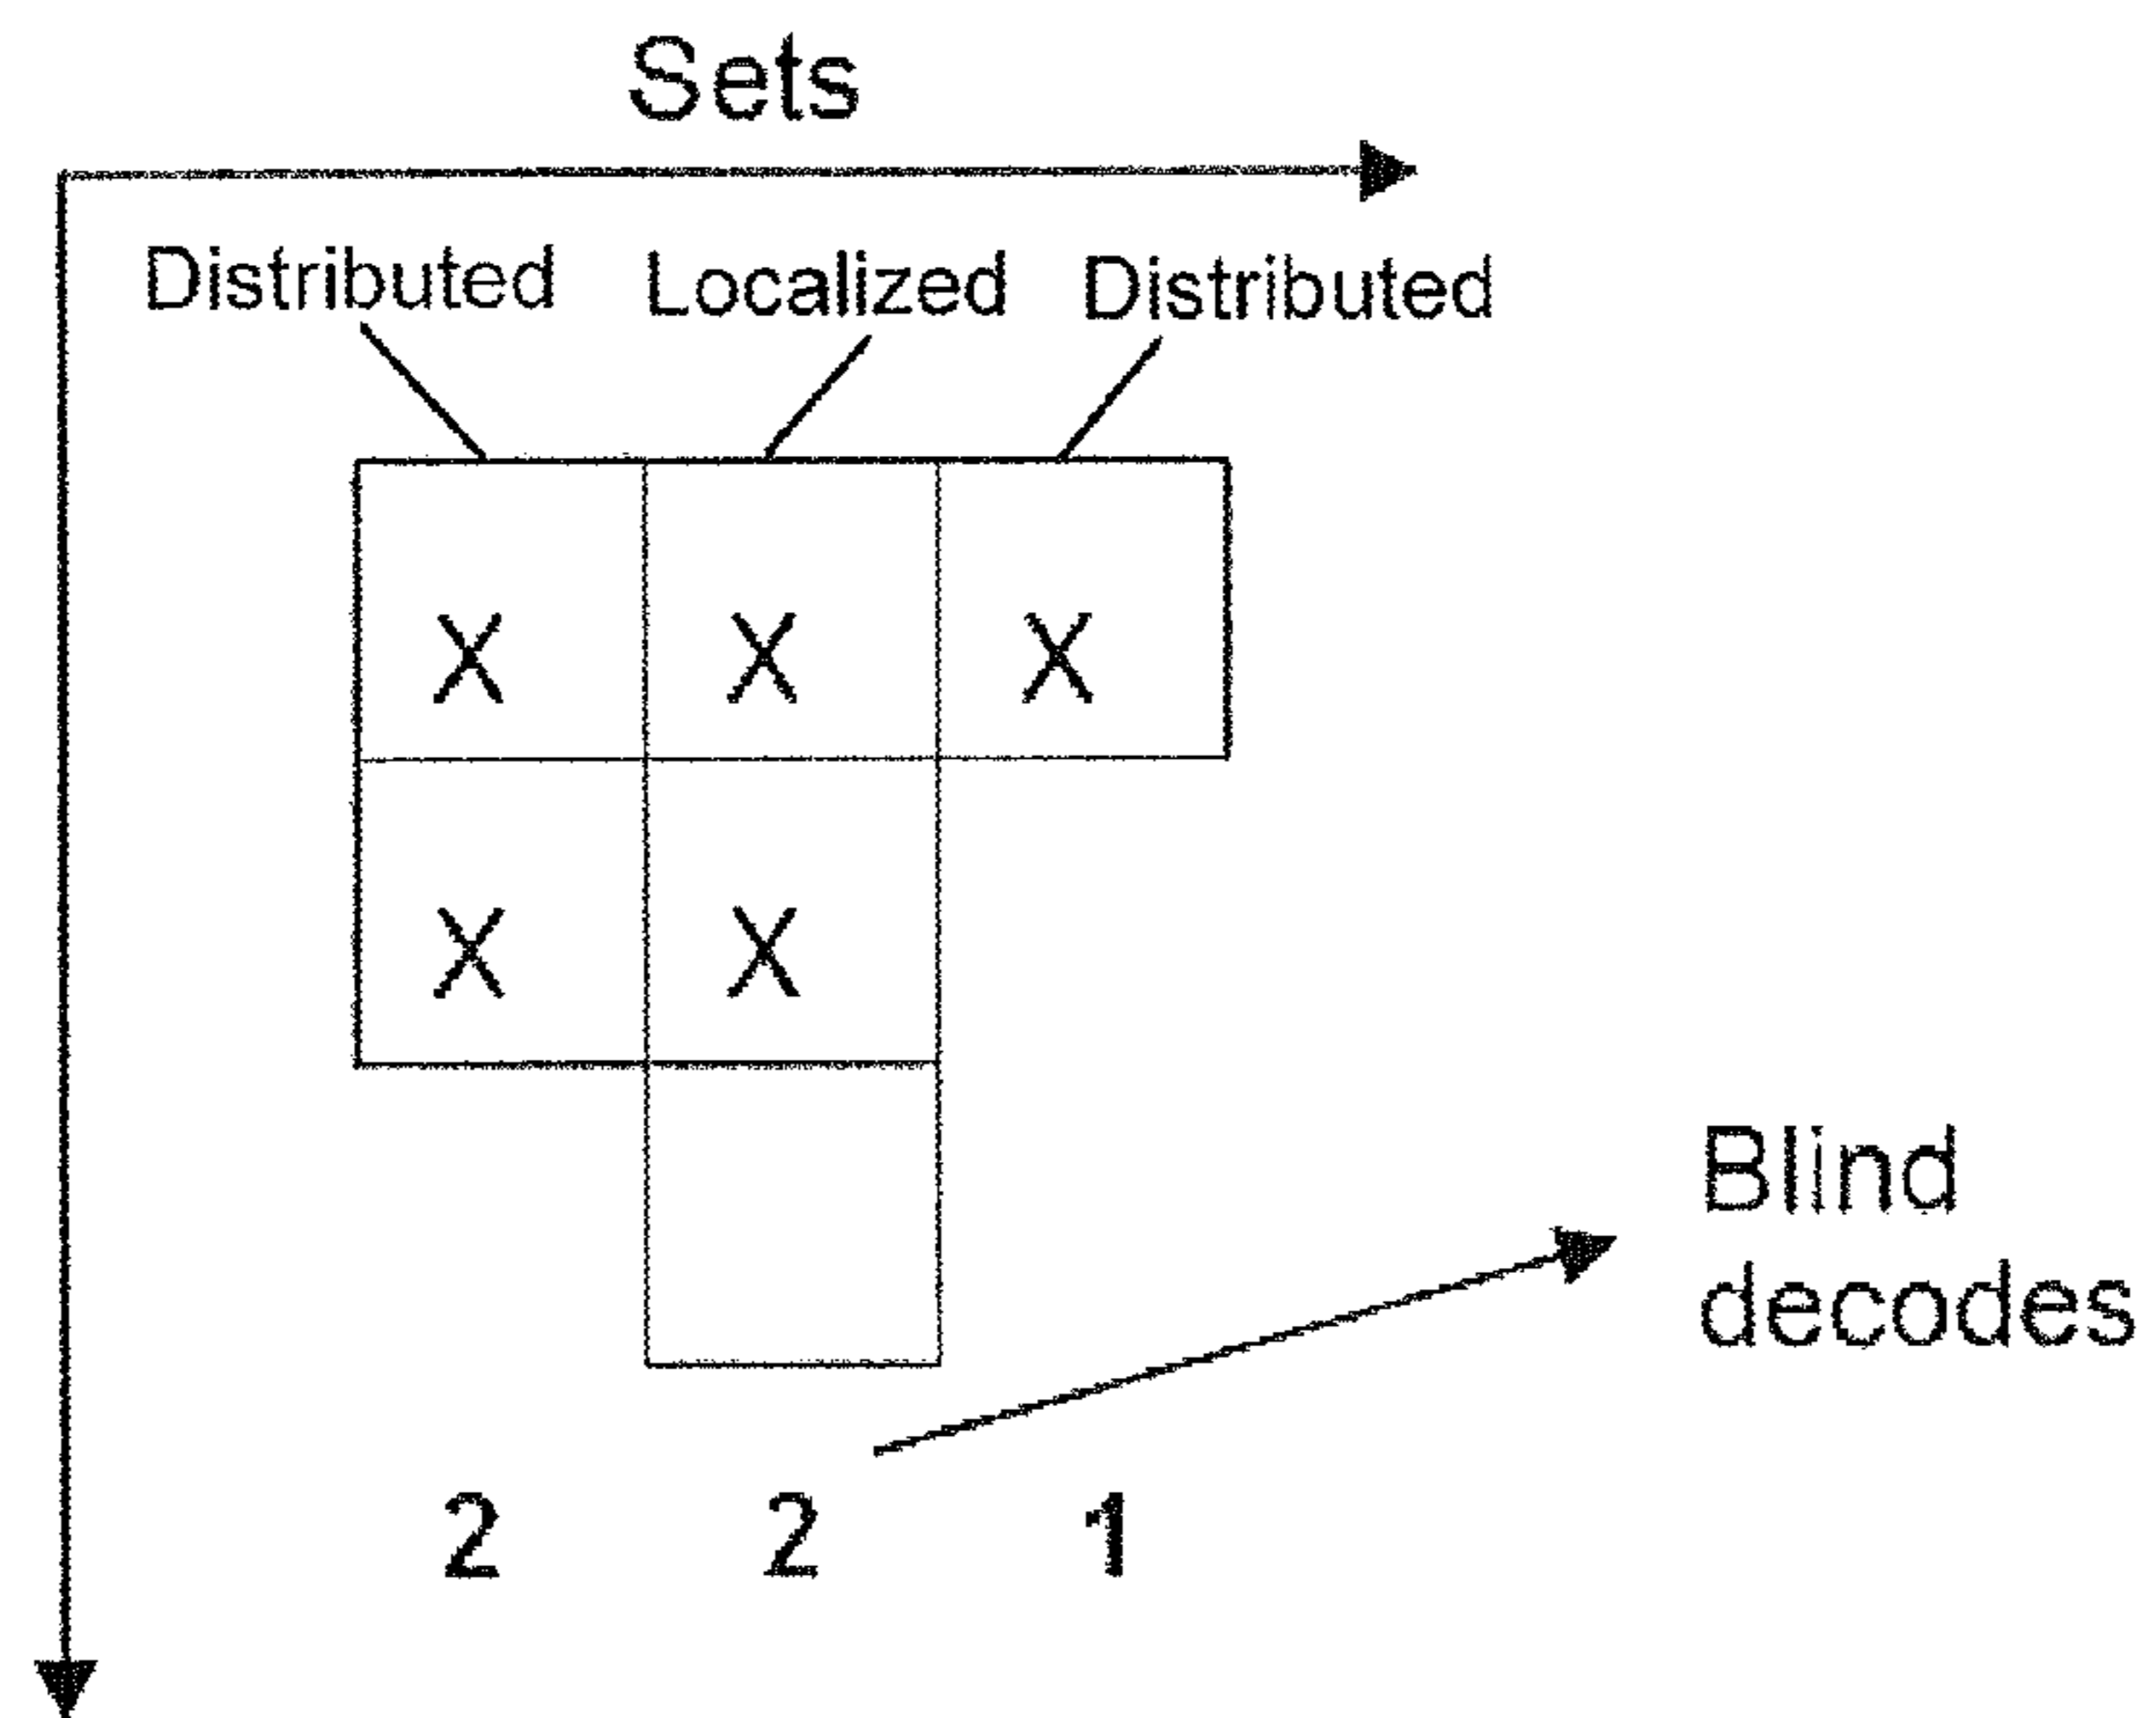 Sets
Distributed Localized Distributed
X X X
X X
Blind
decodes
2 2 1